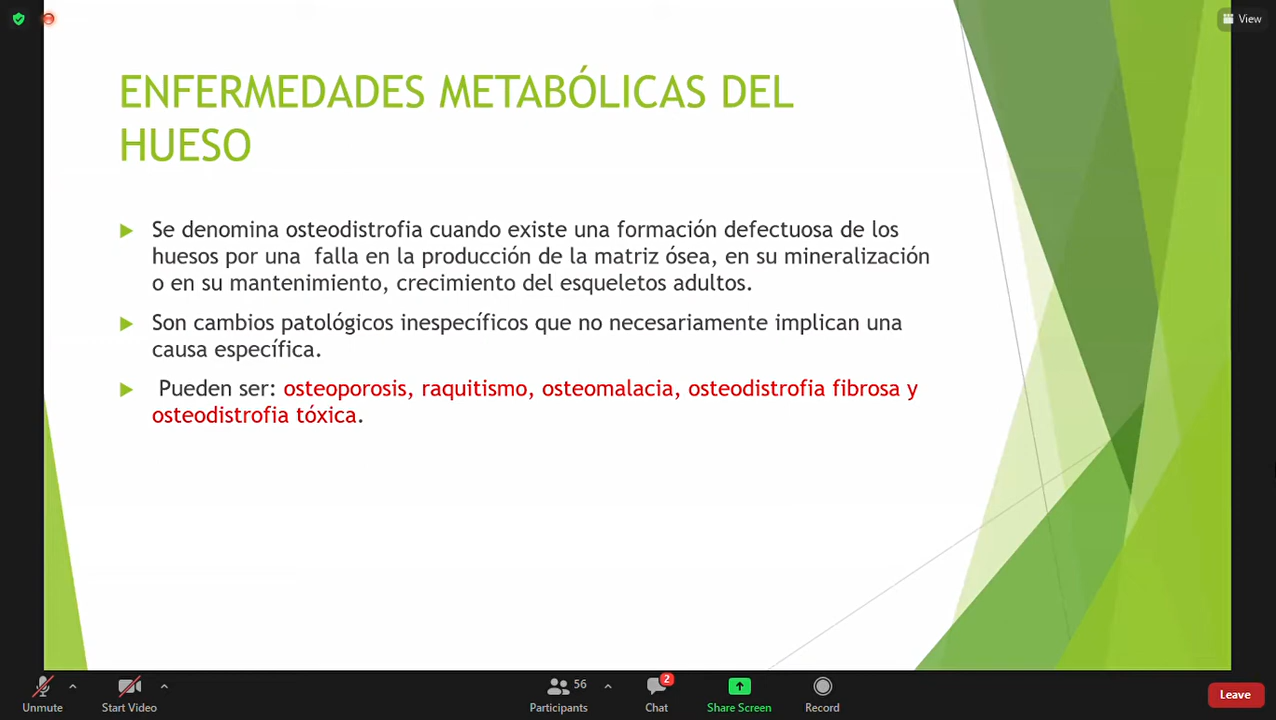 View
ENFERMEDADES METABÓLICAS DEL
HUESO
Se denomina osteodistrofia cuando existe una formación defectuosa de los
huesos por una falla en la producción de la matriz ósea, en su mineralización
o en su mantenimiento, crecimiento del esqueletos adultos.
Son cambios patológicos inespecíficos que no necesariamente implican una
causa específica.
Pueden ser: osteoporosis, raquitismo, osteomalacia, osteodistrofia fibrosa y
osteodistrofia tóxica.
56
2
Unmute
Start Video
Participants
Chat
Share Screen
Record
Leave